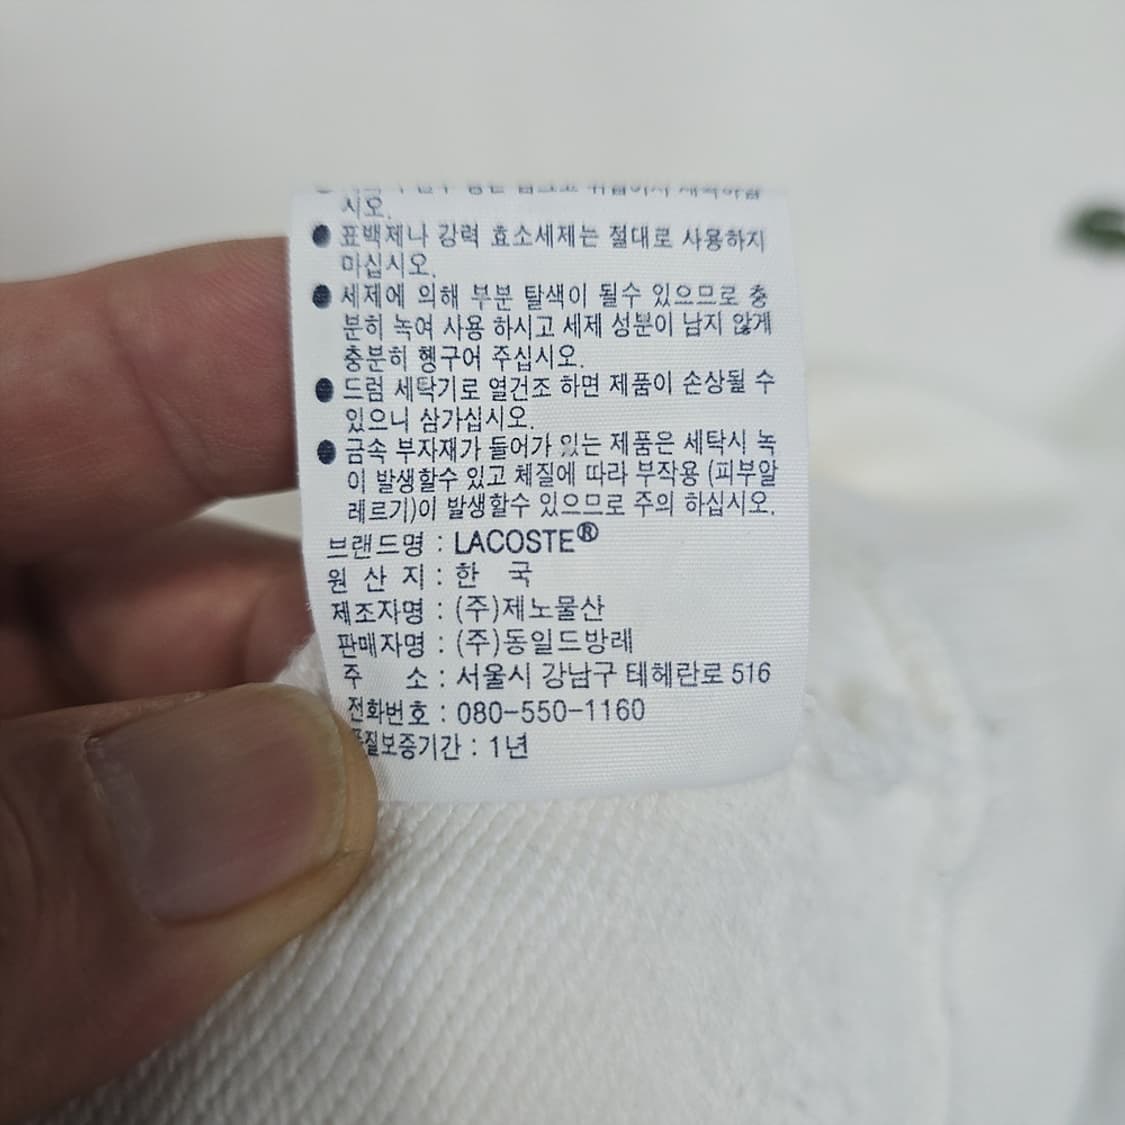 시오.
● 표백제나 강력 효소세제는 절대로 사용하지
마십시오.
● 세제에 의해 부분 탈색이 될수 있으므로 충
분히 녹여 사용 하시고 세제 성분이 남지 않게
충분히 헹구어 주십시오.
● 드럼 세탁기로 열건조 하면 제품이 손상될 수
있으니 삼가십시오.
● 금속 부자재가 들어가 있는 제품은 세탁시 녹
이 발생할수 있고 체질에 따라 부작용 (피부알
레르기)이 발생할수 있으므로 주의 하십시오.
브랜드명 : LACOSTE®
원 산 지 : 한 국
제조자명 : (주)제노물산
판매자명 : (주)동일드방레
주 소 : 서울시 강남구 테헤란로 516
전화번호 : 080-550-1160
품질보증기간 : 1년